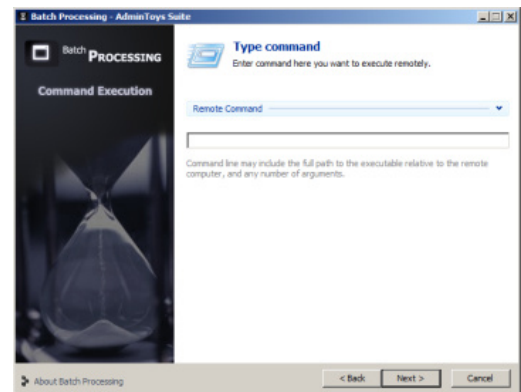 Batch Processing - AdminToys Suite
Batch PROCESSING
Command Execution
Type command
Enter command here you want to execute remotely.
Remote Command
Command line may include the full path to the executable relative to the remote
computer, and any number of arguments.
About Batch Processing
< Back
Next >
Cancel